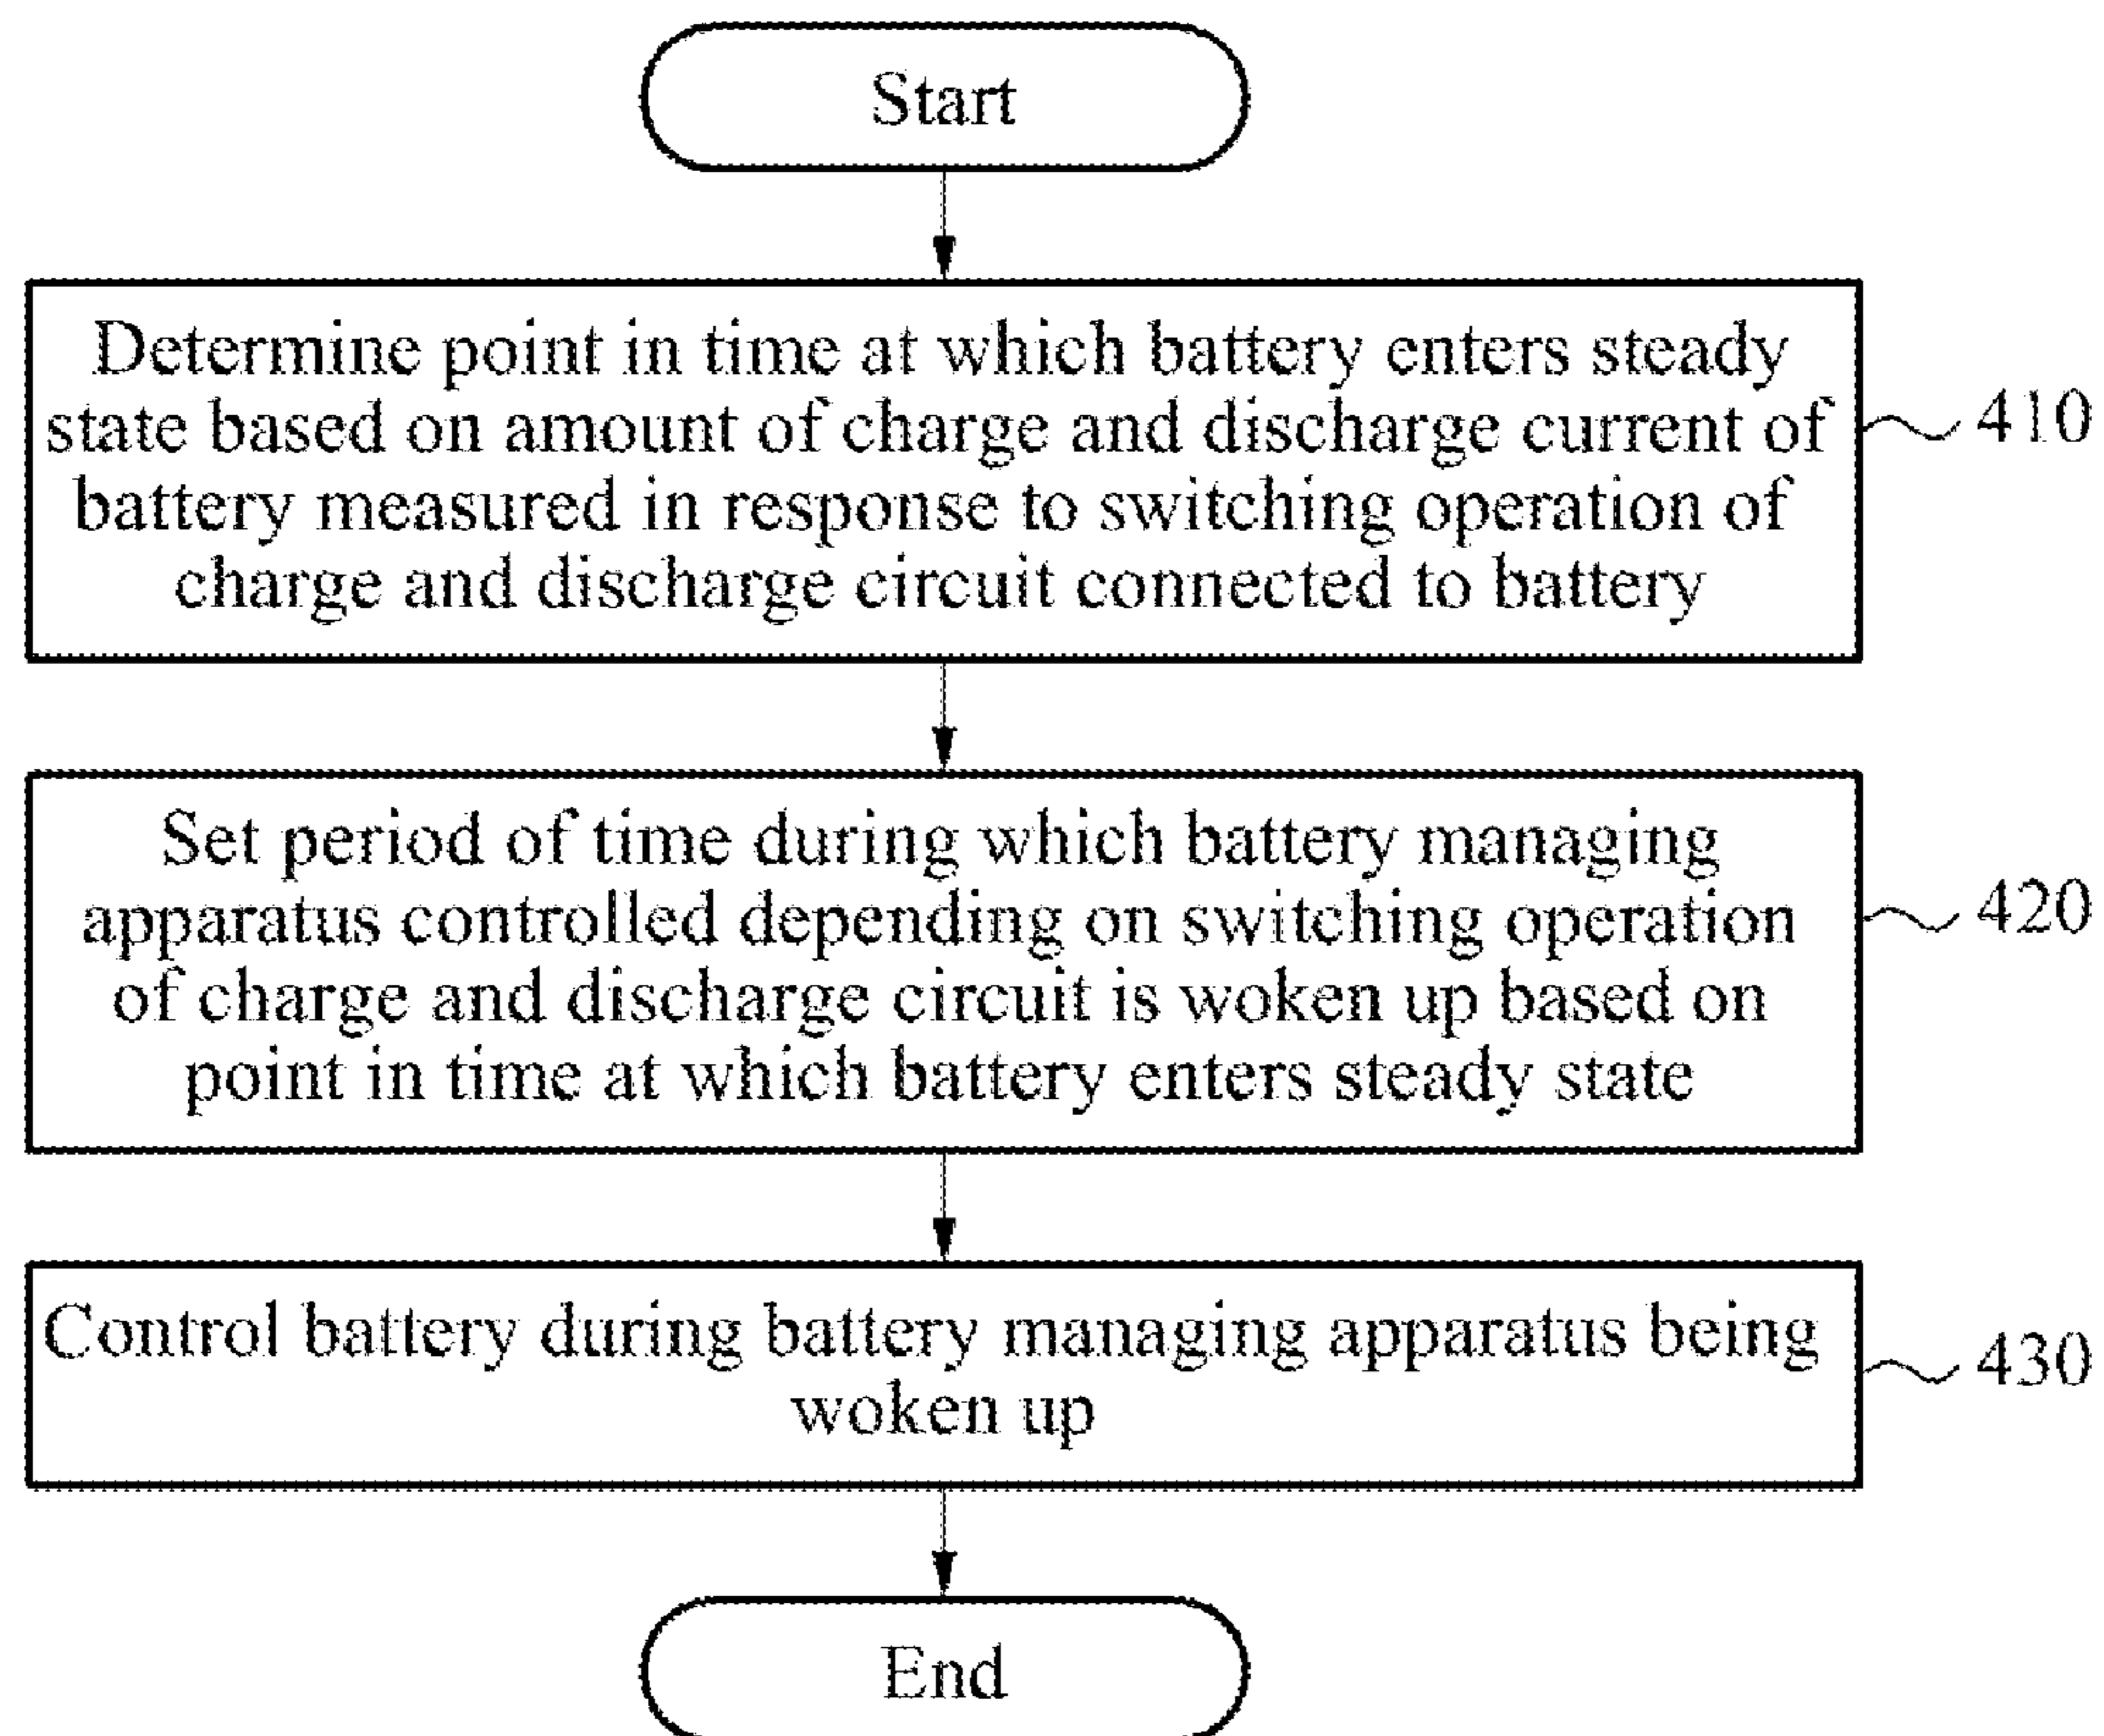 Start
Determine point in time at which battery enters steady
state based on amount of charge and discharge current of
battery measured in response to switching operation of
charge and discharge circuit connected to battery
410
Set period of time during which battery managing
apparatus controlled depending on switching operation
of charge and discharge circuit is woken up based on
point in time at which battery enters steady state
420
Control battery during battery managing apparatus being
woken up
430
End